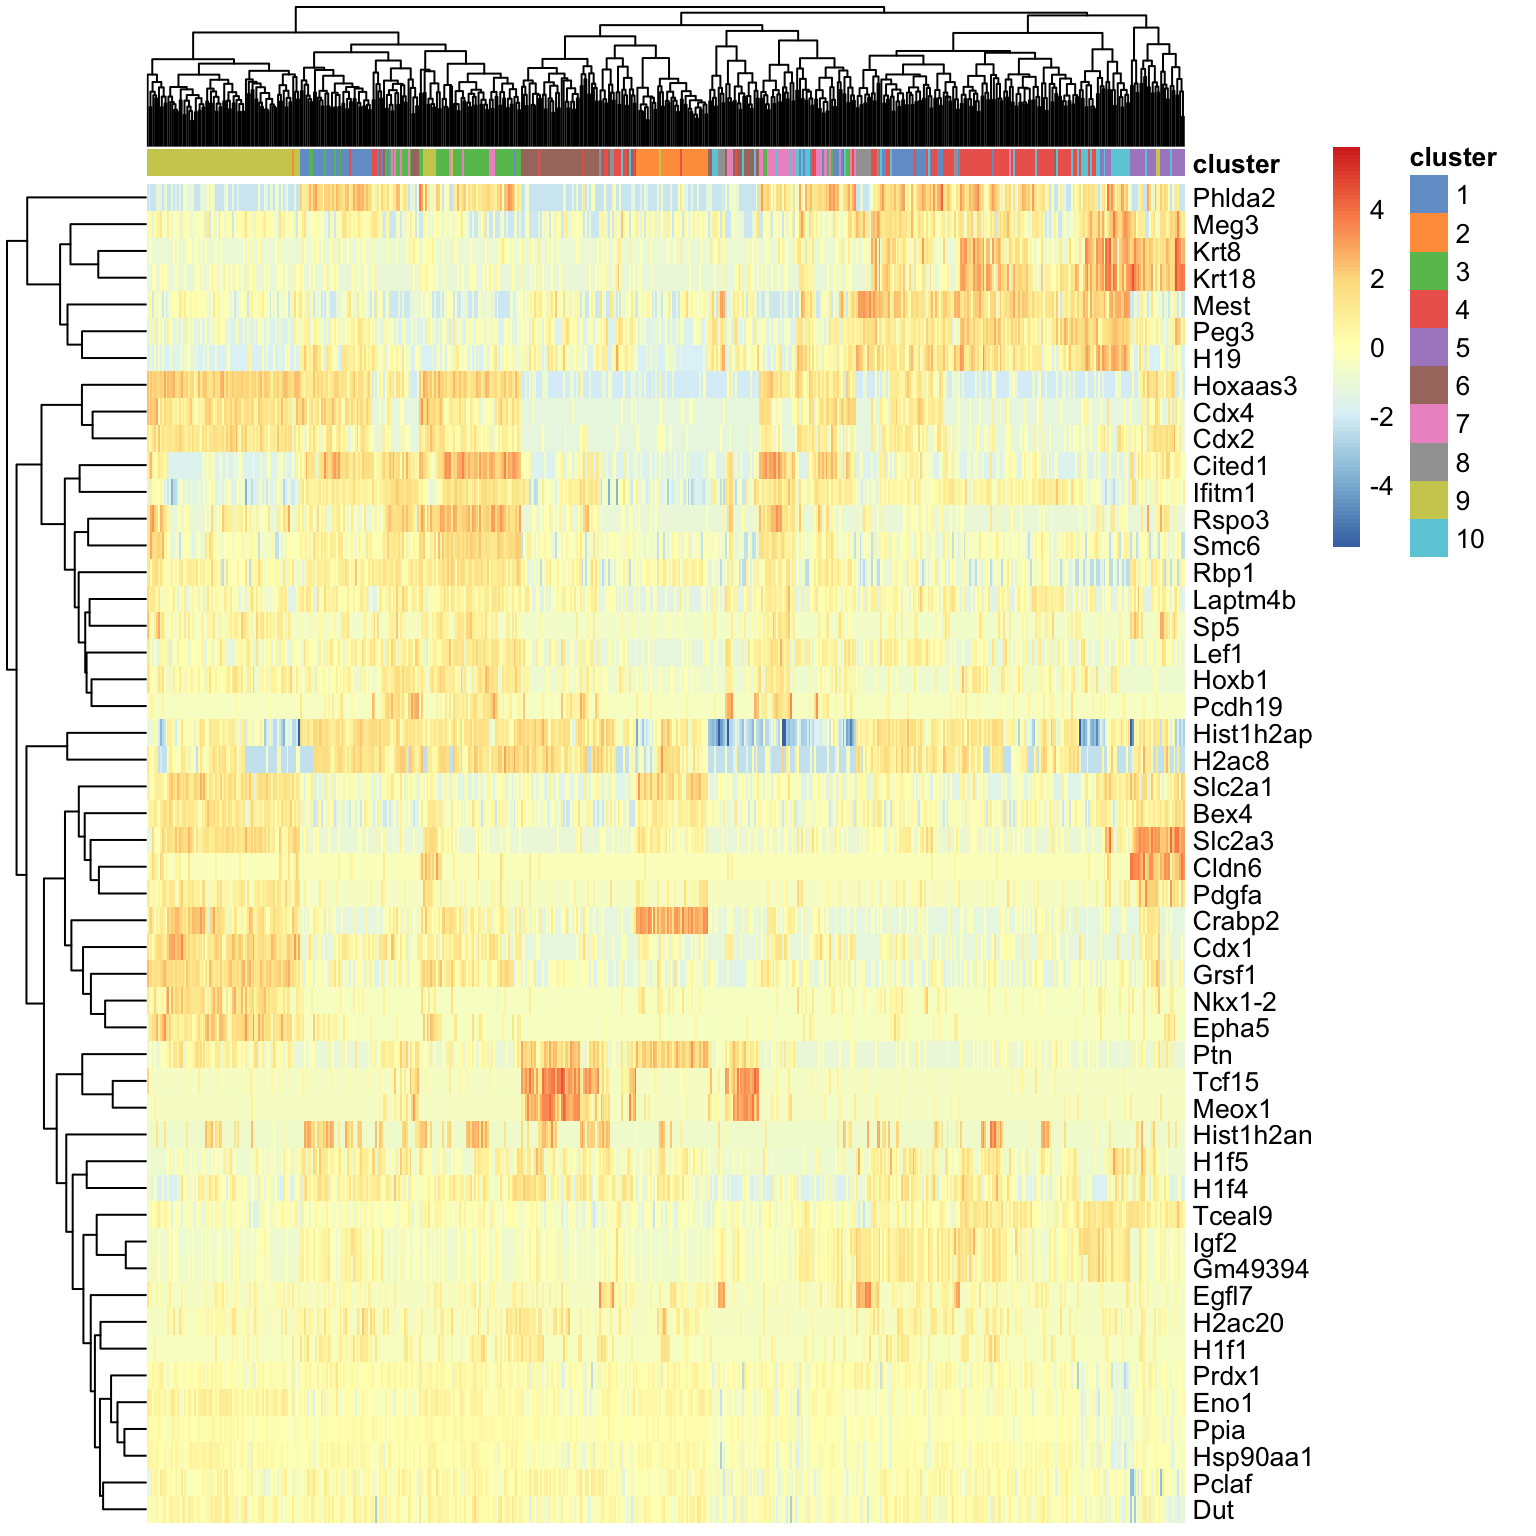 cluster
Phlda2
Meg3
Krt8
Krt18
Mest
Peg3
H19
Hoxaas3
Cdx4
Cdx2
Cited1
Ifitm1
Rspo3
Smc6
Rbp1
Laptm4b
Sp5
Lef1
Hoxb1
Pcdh19
Hist1h2ap
H2ac8
Slc2a1
Bex4
Slc2a3
Cldn6
Pdgfa
Crabp2
Cdx1
Grsf1
Nkx1-2
Epha5
Ptn
Tcf15
Meox1
Hist1h2an
H1f5
H1f4
Tceal9
Igf2
Gm49394
Egfl7
H2ac20
H1f1
Prdx1
Eno1
Ppia
Hsp90aa1
Pclaf
Dut
4
2
0
-2
-4
cluster
1
2
3
4
5
6
7
8
9
10